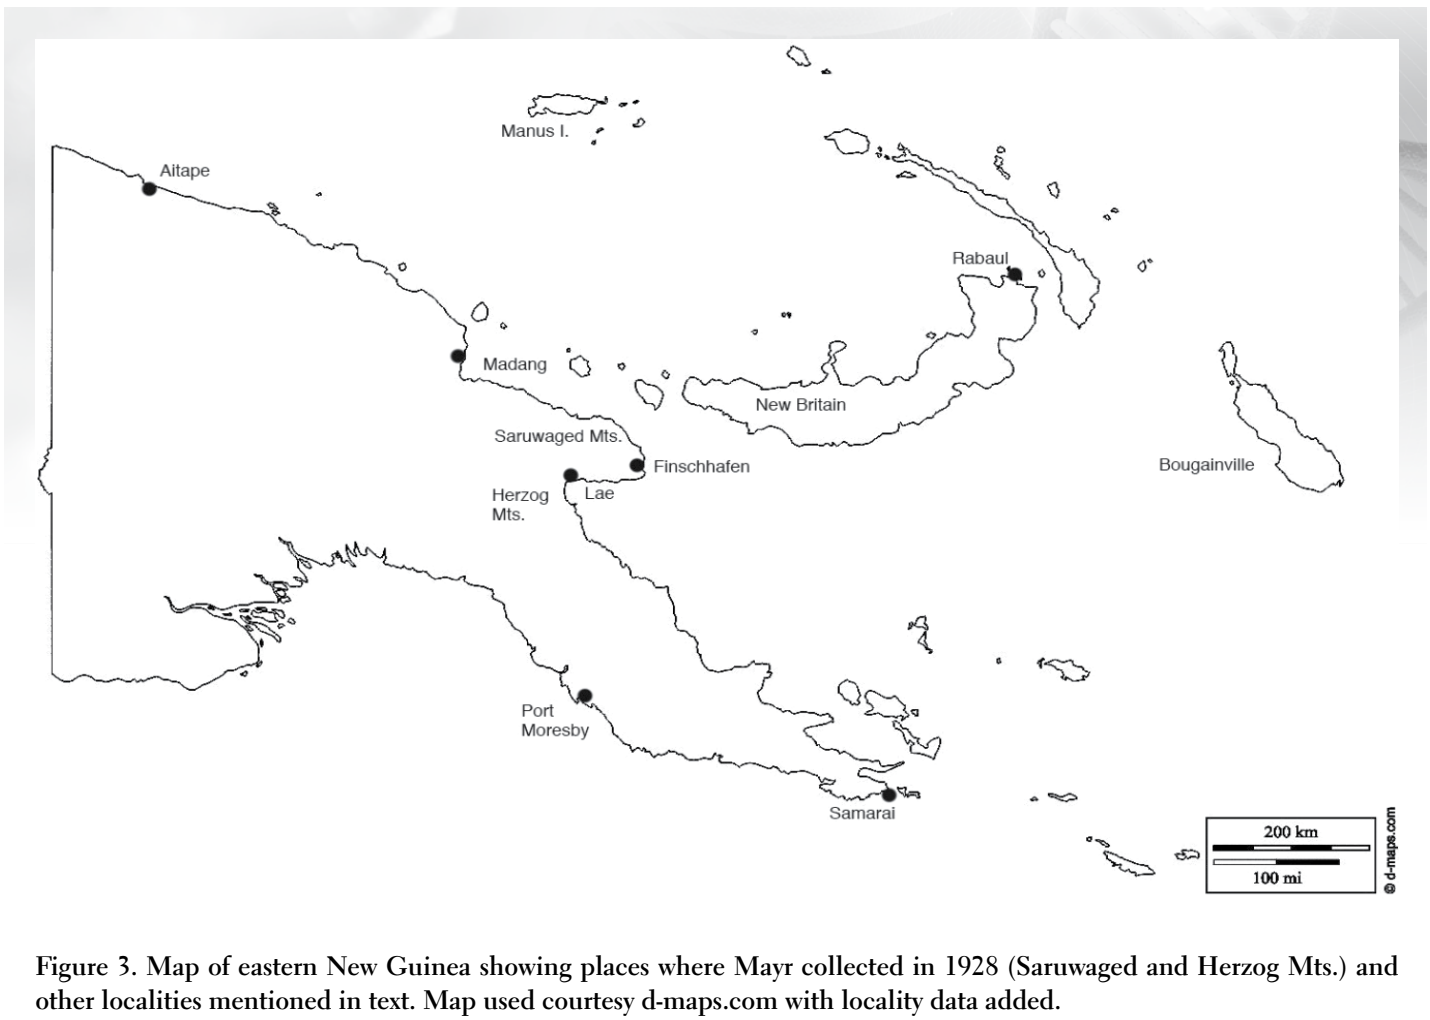 Manus I.
Aitape
Rabaul
Madang
New Britain
Saruwaged Mts.
Finschhafen
Bougainville
Lae
Herzog
Mts.
Port
Moresby
Samarai
200 km
100 mi
© d-maps.com
Figure 3. Map of eastern New Guinea showing places where Mayr collected in 1928 (Saruwaged and Herzog Mts.) and
other localities mentioned in text. Map used courtesy d-maps.com with locality data added.